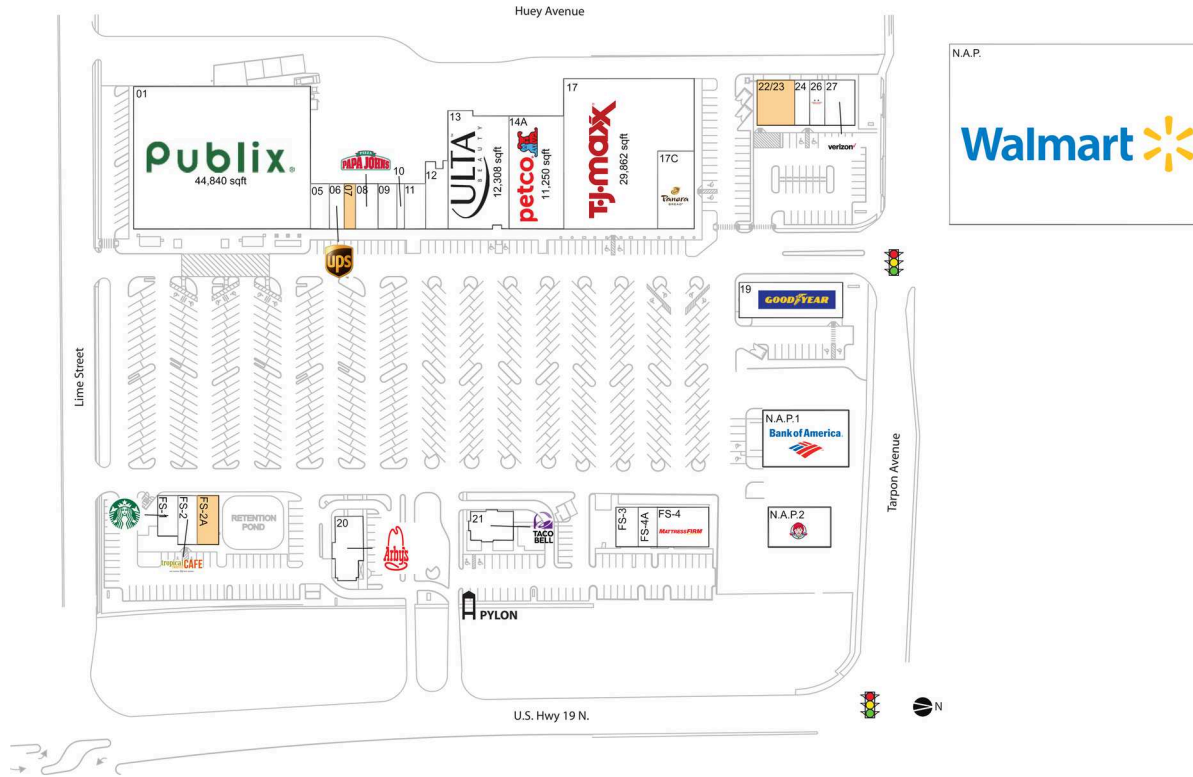 Huey Avenue
N.A.P.
Walmart
01
Publix
44,840 sqft
05
06
07
08
09
10
11
12
PAPA JOHNS
ups
13
ULTA
BEAUTY
12,308 sqft
14A
petco
11,250 sqft
17
T.J.maxx
29,862 sqft
17C
Panera
BREAD
22/23
24
26
27
verizon
19
GOODYEAR
Lime Street
N.A.P.1
Bank of America
Tarpon Avenue
FS-1
FS-2
FS-2A
RETENTION
POND
tropical CAFE
20
Arby's
21
TACO
BELL
FS-3
FS-4A
FS-4
MATTRESS FIRM
N.A.P.2
PYLON
U.S. Hwy 19 N.
N